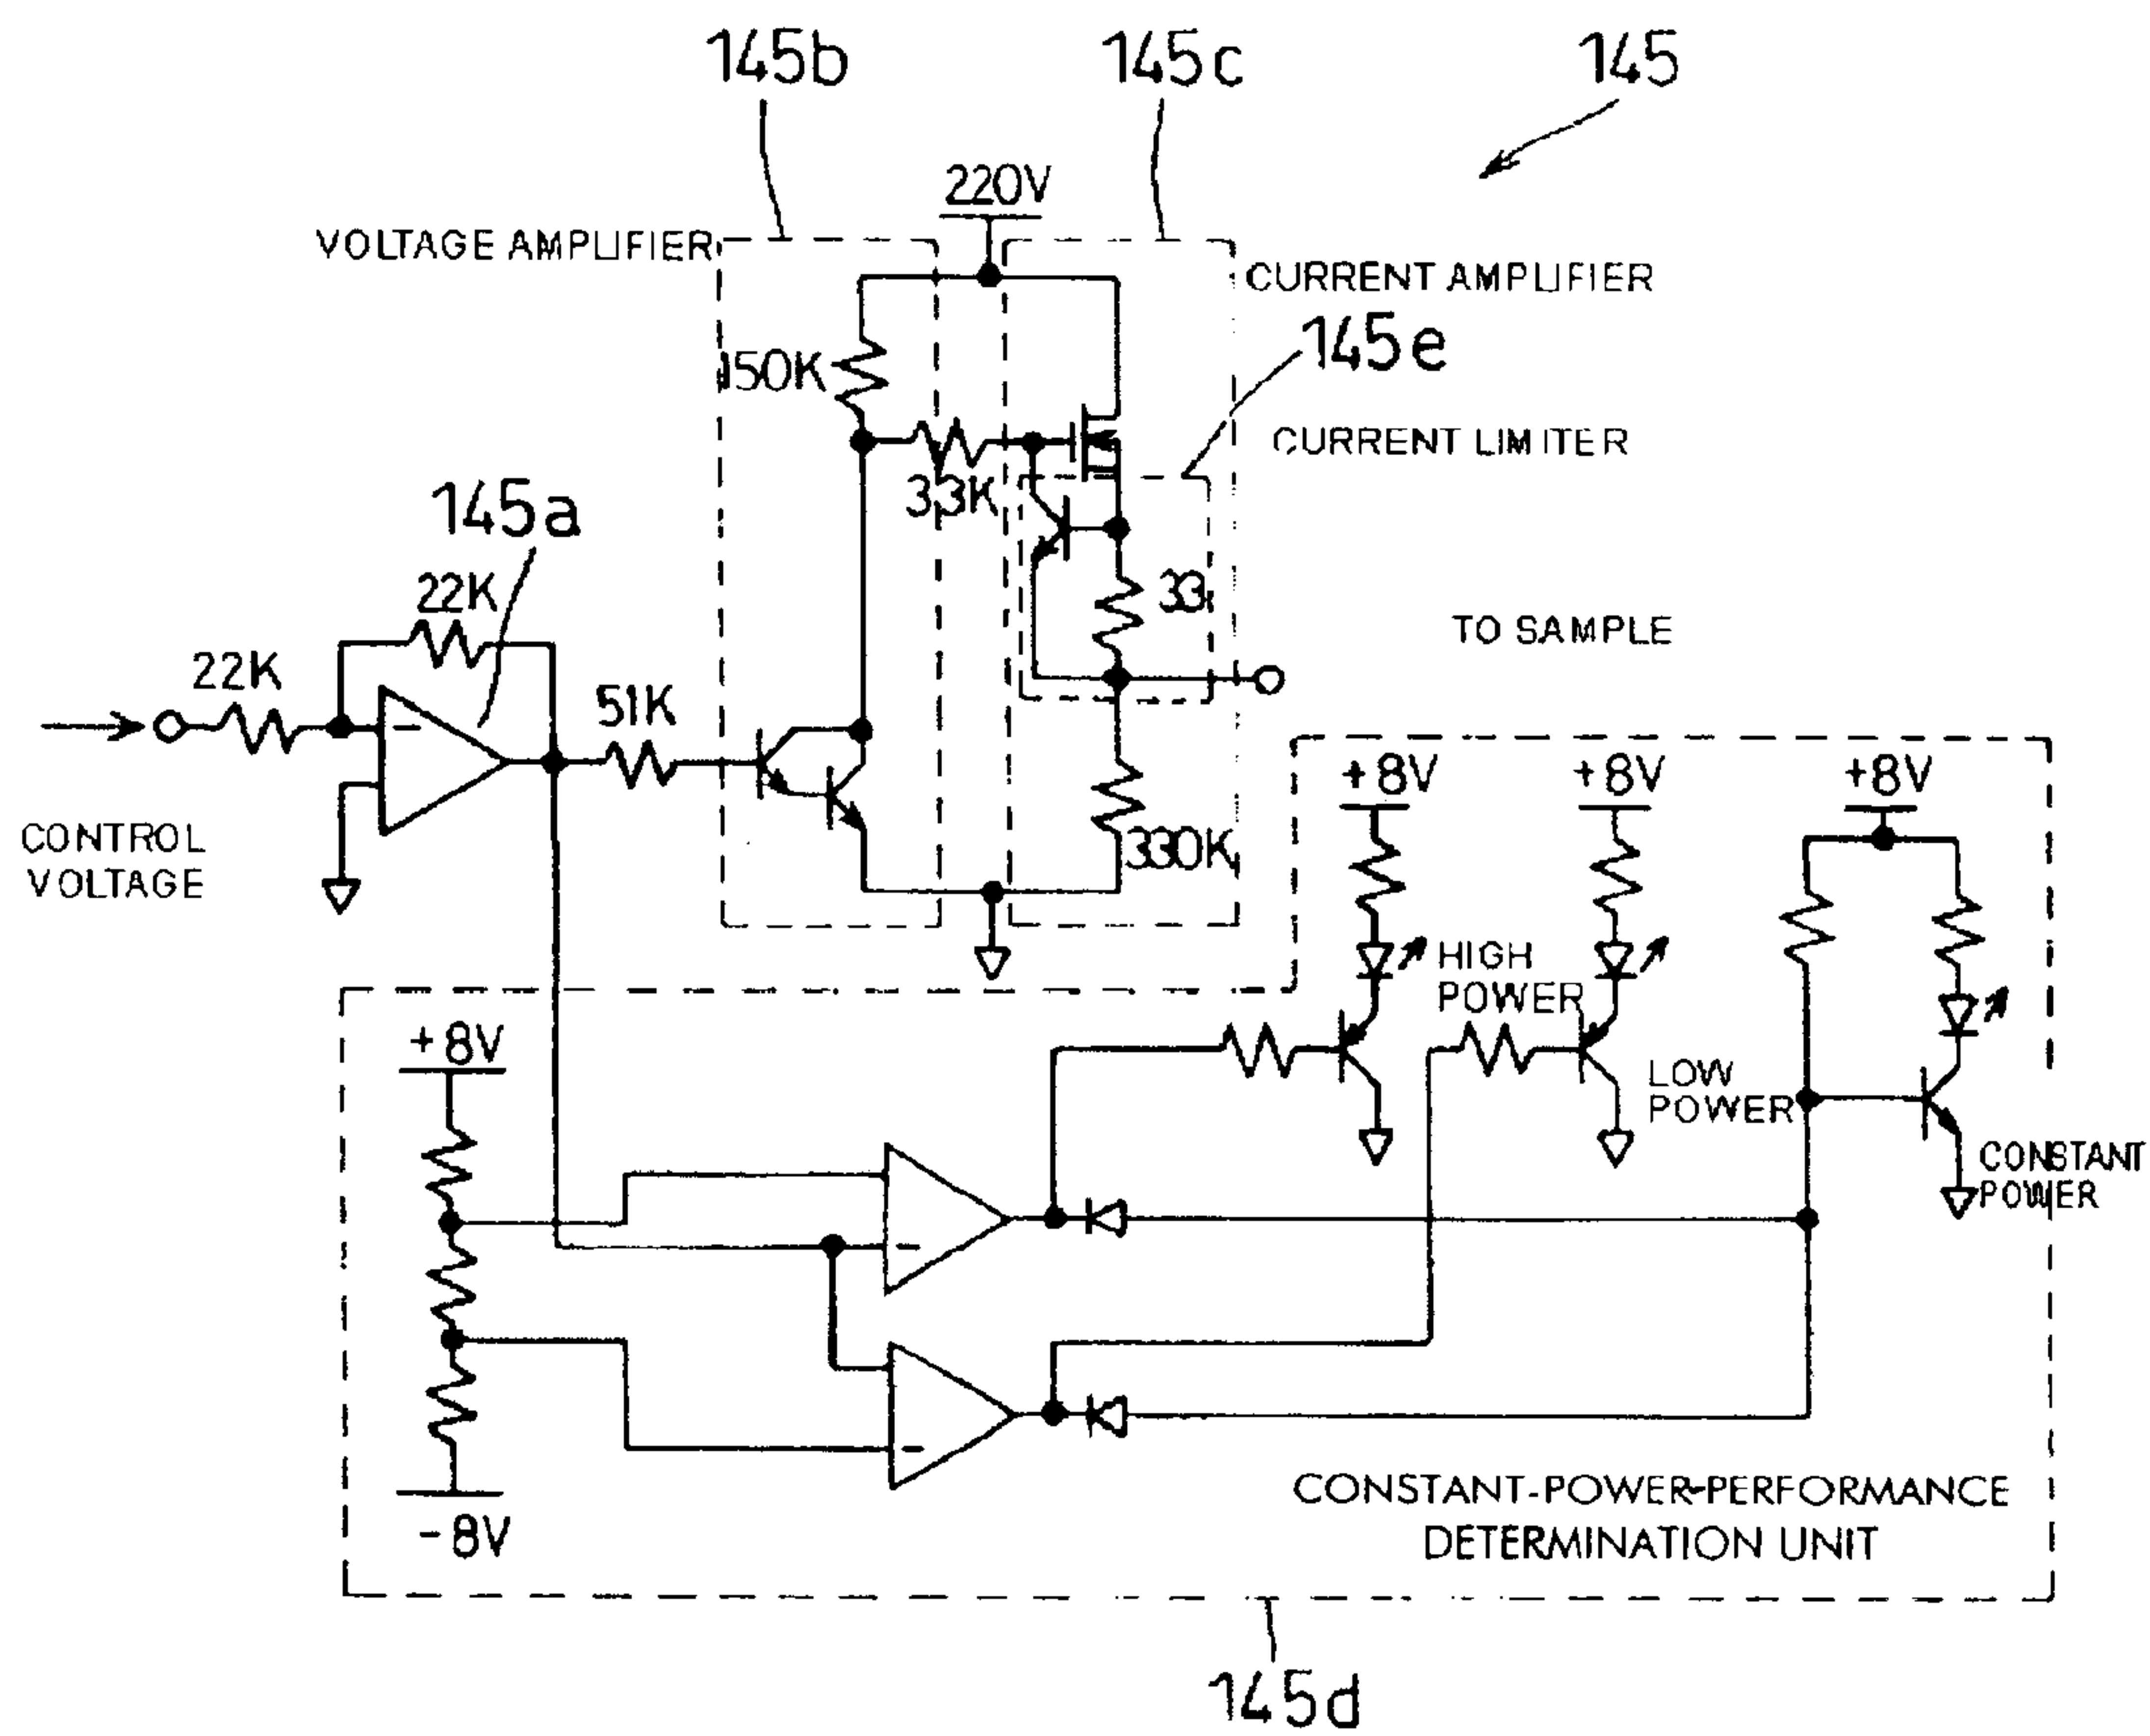 145b
145c
145
220V
VOLTAGE AMPLIFIER
CURRENT AMPLIFIER
145e
150K
CURRENT LIMITER
3,3K
145a
22K
33
TO SAMPLE
22K
51K
−
+8V
+8V
+8V
CONTROL
VOLTAGE
330K
HIGH
POWER
+8V
LOW
POWER
CONSTANT
POWER
−
−
CONSTANT-POWER-PERFORMANCE
DETERMINATION UNIT
-8V
145d